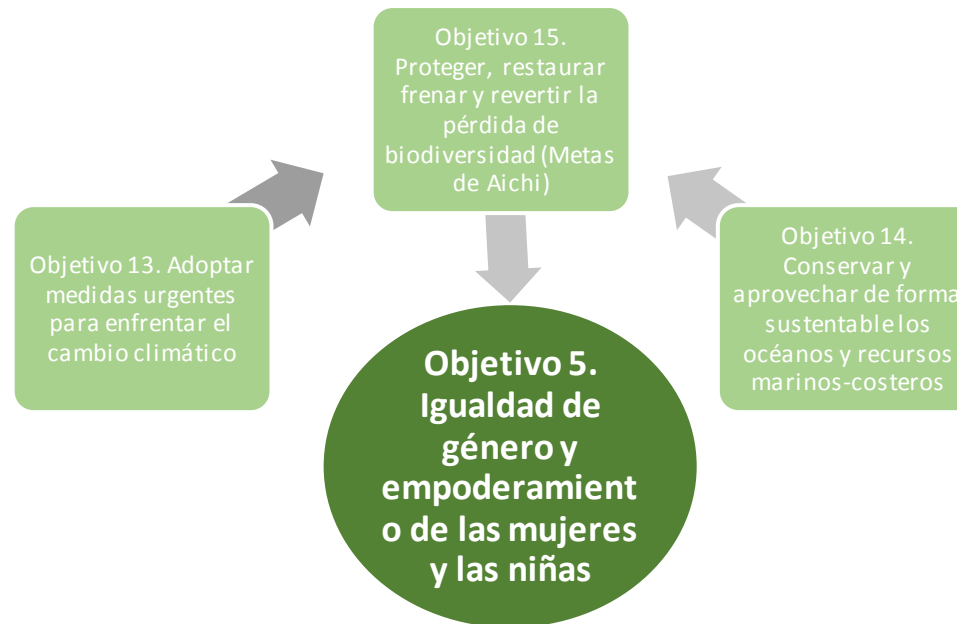 Objetivo 15.
Proteger, restaurar
frenar y revertir la
pérdida de
biodiversidad (Metas
de Aichi)
Objetivo 13. Adoptar
medidas urgentes
para enfrentar el
cambio climático
Objetivo 14.
Conservar y
aprovechar de forma
sustentable los
océanos y recursos
marinos-costeros
Objetivo 5.
Igualdad de
género y
empoderamient
o de las mujeres
y las niñas